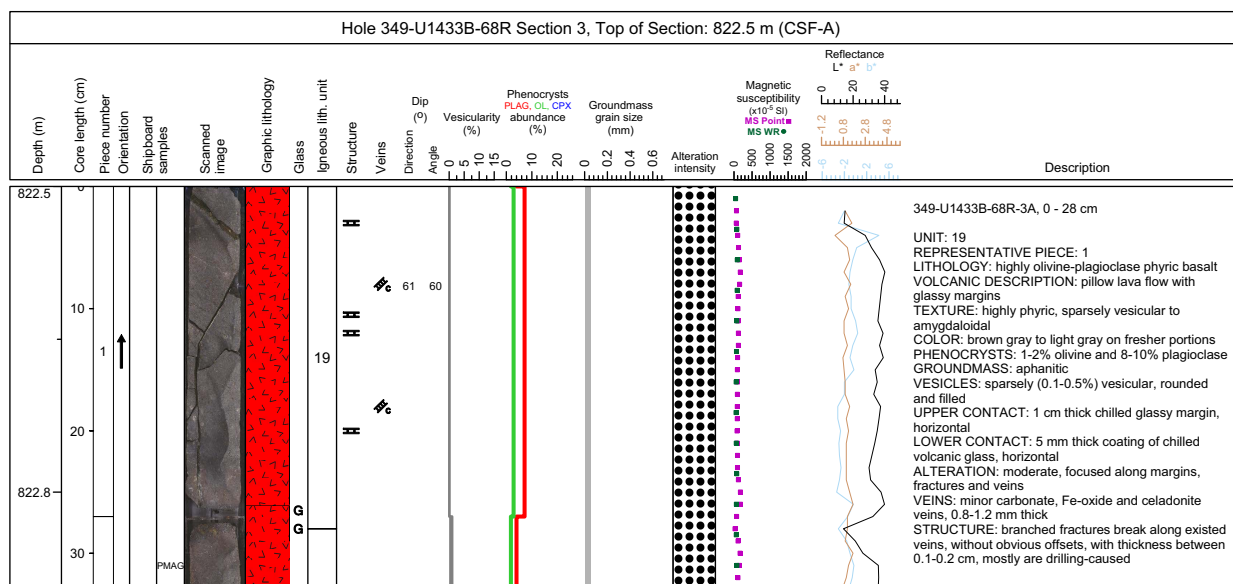 Hole 349-U1433B-68R Section 3, Top of Section: 822.5 m (CSF-A)
Depth (m)
Core length (cm)
Piece number
Orientation
Shipboard
samples
Scanned
image
Graphic lithology
Glass
Igneous lith. unit
Structure
Veins
Dip
(o)
Direction
Angle
Vesicularity (%)
0 5 10 15
Phenocrysts
PLAG, OL, CPX
abundance
(%)
0 10 20
Groundmass
grain size
(mm)
0 0.2 0.4 0.6
Alteration
intensity
Magnetic
susceptibility
(x10-5 SI)
MS Point
MS WR
0 500 1000 1500 2000
Reflectance
L* a* b*
0 20 40
-1.2 0.8 2.8 4.8
-6 -2 2 6
Description
822.5
822.8
0
10
20
30
1
PMAG
G
G
19
c
61 60
c
349-U1433B-68R-3A, 0 - 28 cm
UNIT: 19
REPRESENTATIVE PIECE: 1
LITHOLOGY: highly olivine-plagioclase phyric basalt
VOLCANIC DESCRIPTION: pillow lava flow with
glassy margins
TEXTURE: highly phyric, sparsely vesicular to
amygdaloidal
COLOR: brown gray to light gray on fresher portions
PHENOCRYSTS: 1-2% olivine and 8-10% plagioclase
GROUNDMASS: aphanitic
VESICLES: sparsely (0.1-0.5%) vesicular, rounded
and filled
UPPER CONTACT: 1 cm thick chilled glassy margin,
horizontal
LOWER CONTACT: 5 mm thick coating of chilled
volcanic glass, horizontal
ALTERATION: moderate, focused along margins,
fractures and veins
VEINS: minor carbonate, Fe-oxide and celadonite
veins, 0.8-1.2 mm thick
STRUCTURE: branched fractures break along existed
veins, without obvious offsets, with thickness between
0.1-0.2 cm, mostly are drilling-caused